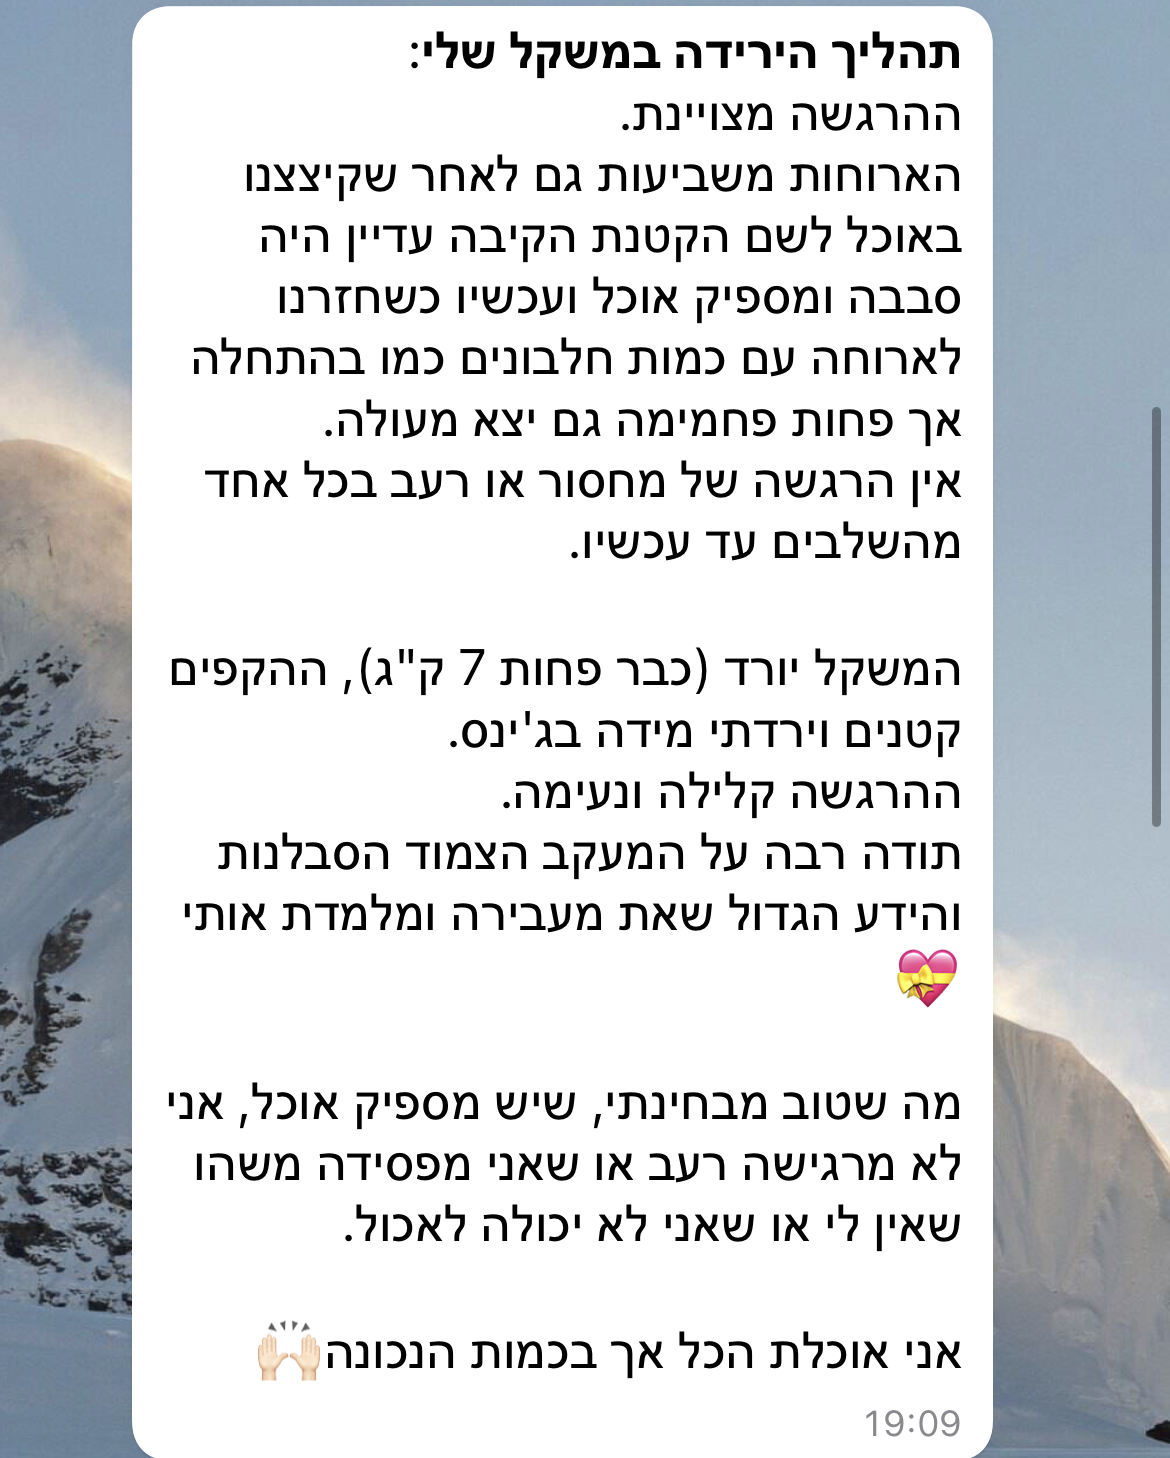 תהליך הירידה במשקל שלי:
ההרגשה מצויינת.
הארוחות משביעות גם לאחר שקיצצנו
באוכל לשם הקטנת הקיבה עדיין היה
סבבה ומספיק אוכל ועכשיו כשחזרנו
לארוחה עם כמות חלבונים כמו בהתחלה
אך פחות פחמימה גם יצא מעולה.
אין הרגשה של מחסור או רעב בכל אחד
מהשלבים עד עכשיו.
המשקל יורד (כבר פחות 7 ק"ג), ההקפים
קטנים וירדתי מידה בג'ינס.
ההרגשה קלילה ונעימה.
תודה רבה על המעקב הצמוד הסבלנות
והידע הגדול שאת מעבירה ומלמדת אותי
💝
מה שטוב מבחינתי, שיש מספיק אוכל, אני
לא מרגישה רעב או שאני מפסידה משהו
שאין לי או שאני לא יכולה לאכול.
אני אוכלת הכל אך בכמות הנכונה🙌🏻
19:09